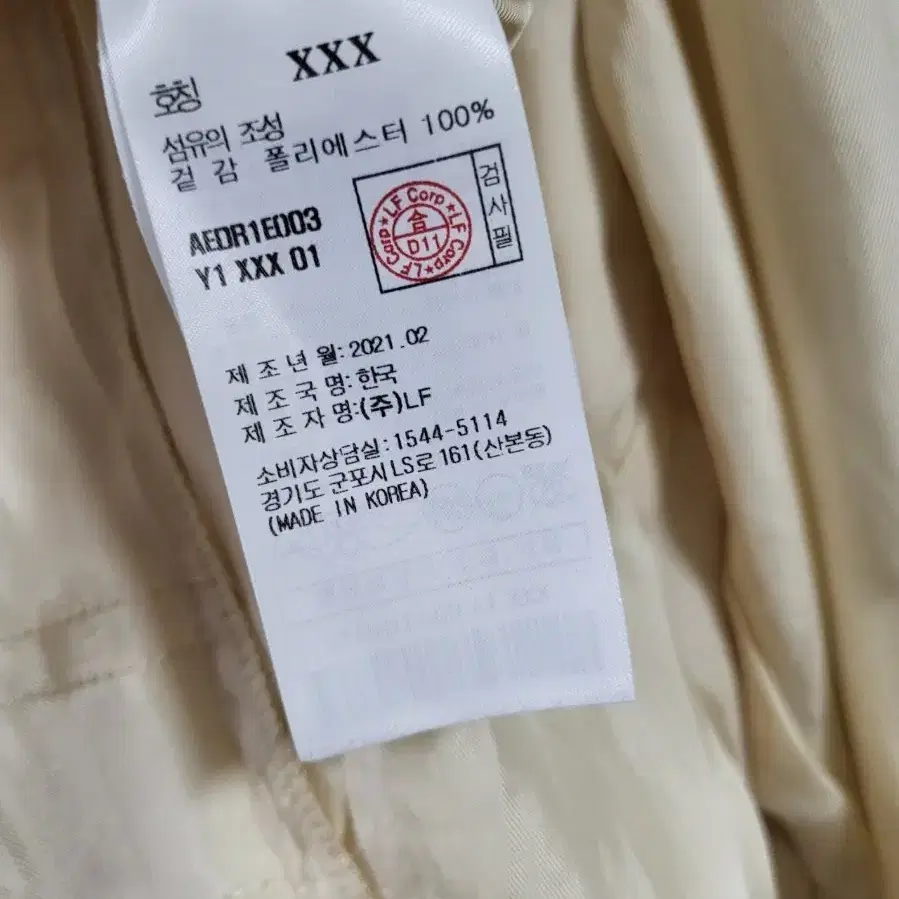 호칭 XXX
섬유의 조성
겉 감 폴리에스터 100%
AEDR1E003
Y1 XXX 01
LF Corp★LF Corp★LF Corp★
合
D11
검사필
제 조 년 월: 2021.02
제 조 국 명: 한국
제 조 자 명:(주)LF
소비자상담실:1544-5114
경기도 군포시 LS로 161(산본동)
(MADE IN KOREA)